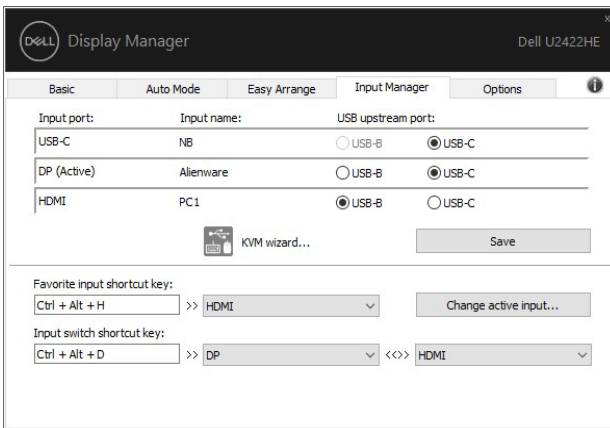 DELL Display Manager Dell U2422HE
Basic Auto Mode Easy Arrange Input Manager Options
Input port: Input name: USB upstream port:
USB-C NB USB-B USB-C
DP (Active) Alienware USB-B USB-C
HDMI PC1 USB-B USB-C
KVM wizard... Save
Favorite input shortcut key:
Ctrl + Alt + H >> HDMI Change active input...
Input switch shortcut key:
Ctrl + Alt + D >> DP <<>> HDMI